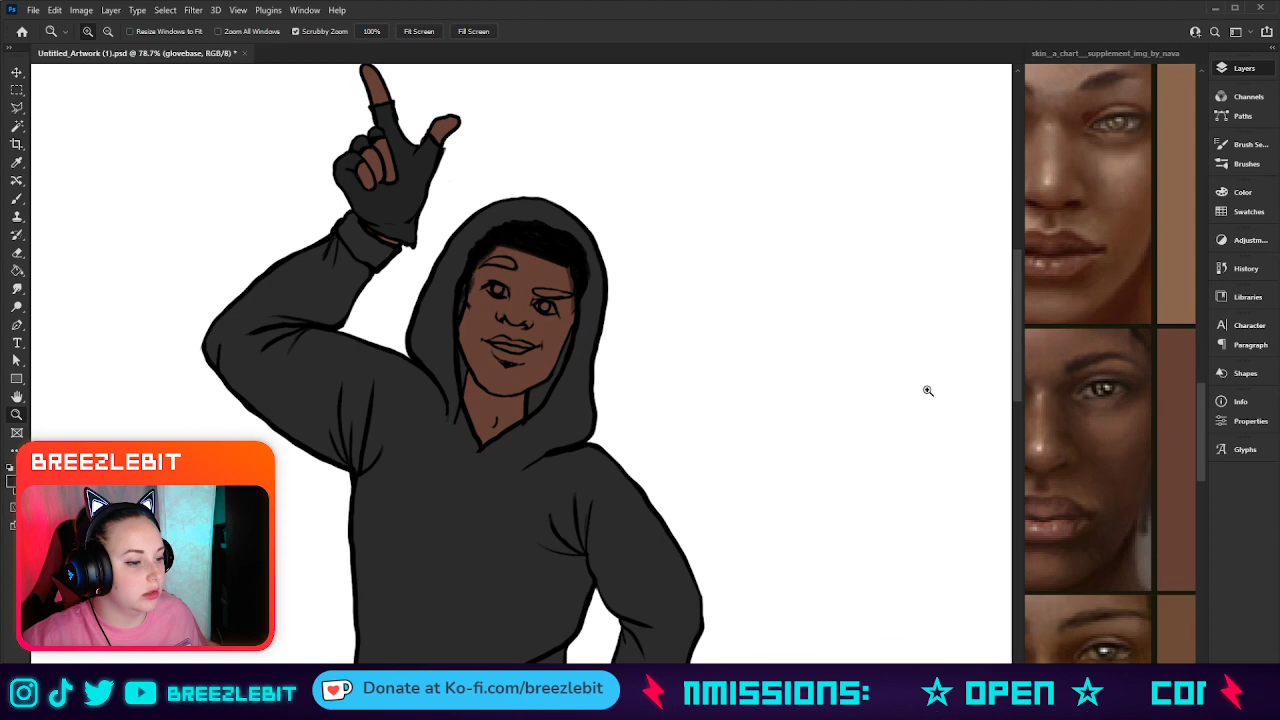 Ps File Edit Image Layer Type Select Filter 3D View Plugins Window Help
Resize Windows to Fit Zoom All Windows Scrubby Zoom 100% Fit Screen Fill Screen
Untitled_Artwork (1).psd @ 78.7% (glovebase, RGB/8) *
skin__a_chart__supplement_img_by_nava
Layers
Channels
Paths
Brush Se...
Brushes
Color
Swatches
Adjustm...
History
Libraries
Character
Paragraph
Shapes
Info
Properties
Glyphs
BREEZLEBIT
BREEZLEBIT
Donate at Ko-fi.com/breezlebit
MMISSIONS:
OPEN
COM